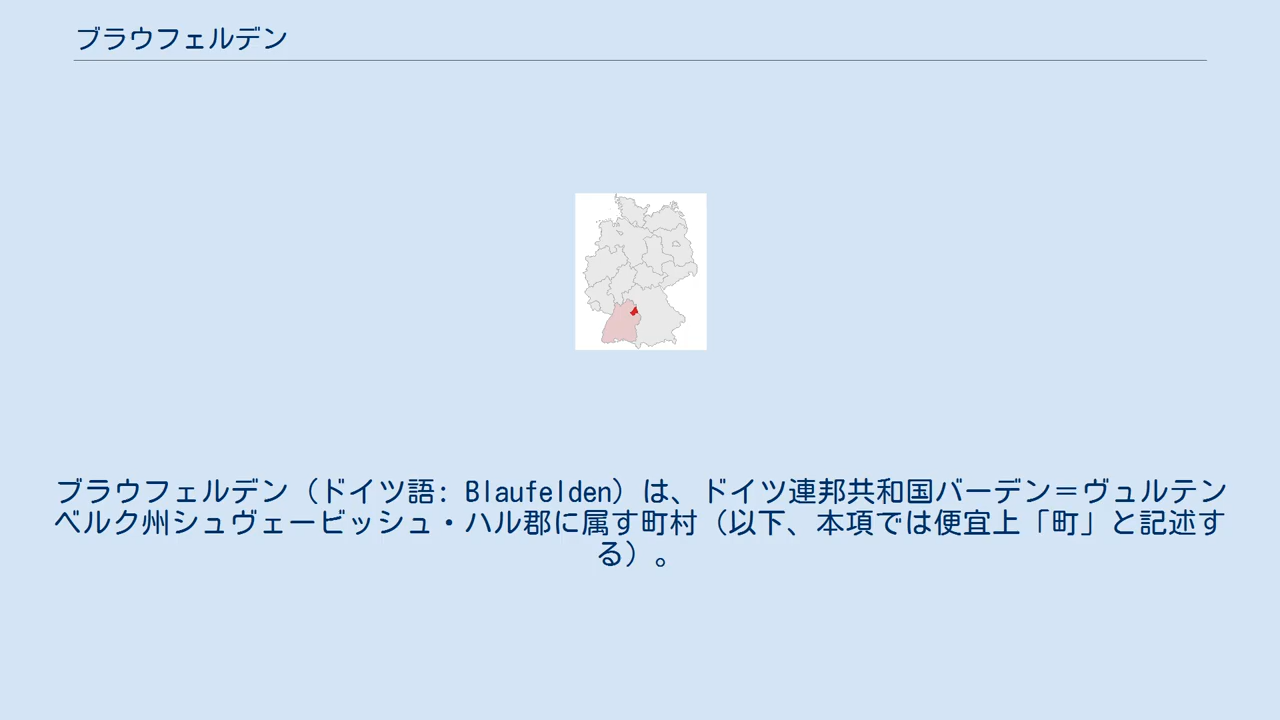 ブラウフェルデン
ブラウフェルデン（ドイツ語: Blaufelden）は、ドイツ連邦共和国バーデン＝ヴュルテン
ベルク州シュヴェービッシュ・ハル郡に属す町村（以下、本項では便宜上「町」と記述す
る）。